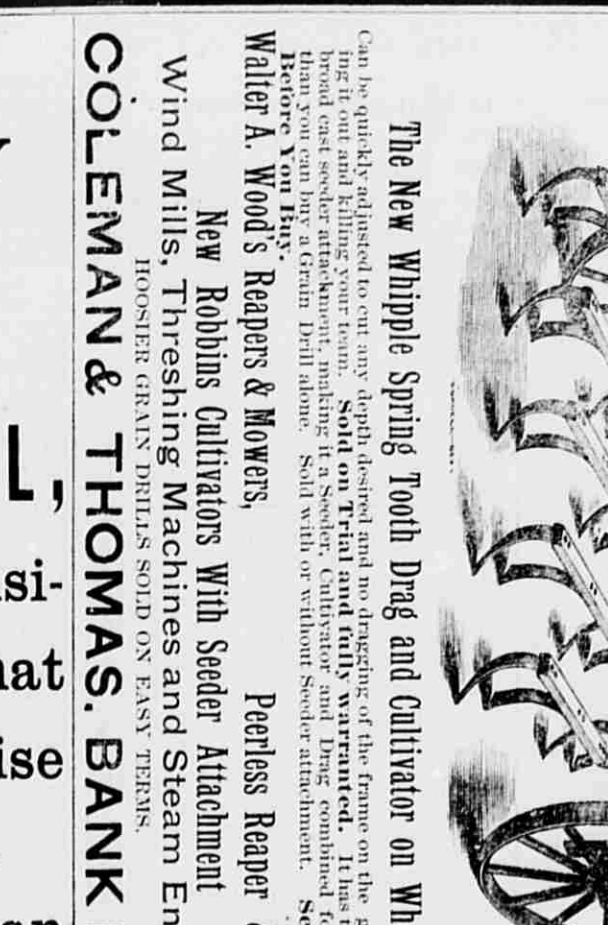 The New Whipple Spring Tooth Drag and Cultivator on Wh
Can be quickly adjusted to cut any depth desired and no dragging of the frame on the g
ing it out and killing your team. Sold on Trial and fully warranted. It has t
broad cast seeder attachment, making it a Seeder, Cultivator and Drag combined fo
than you can buy a Grain Drill alone. Sold with or without Seeder attachment. Se
Before You Buy.
Walter A. Wood's Reapers & Mowers, Peerless Reaper
New Robbins Cultivators With Seeder Attachment
Wind Mills, Threshing Machines and Steam En
HOOSIER GRAIN DRILLS SOLD ON EASY TERMS.
COLEMAN & THOMAS. BANK
L,
si-
hat
ise